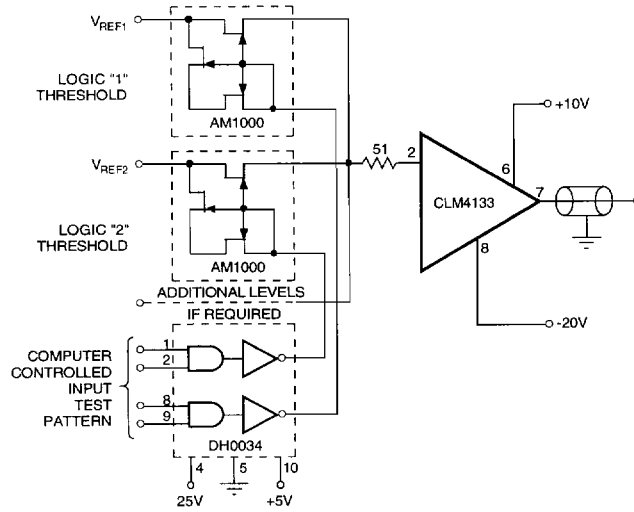 VREF1
LOGIC "1"
THRESHOLD
AM1000
VREF2
LOGIC "2"
THRESHOLD
AM1000
ADDITIONAL LEVELS
IF REQUIRED
COMPUTER
CONTROLLED
INPUT
TEST
PATTERN
1
2
8
9
DH0034
4
5
10
25V
+5V
51
2
CLM4133
6
7
8
+10V
-20V